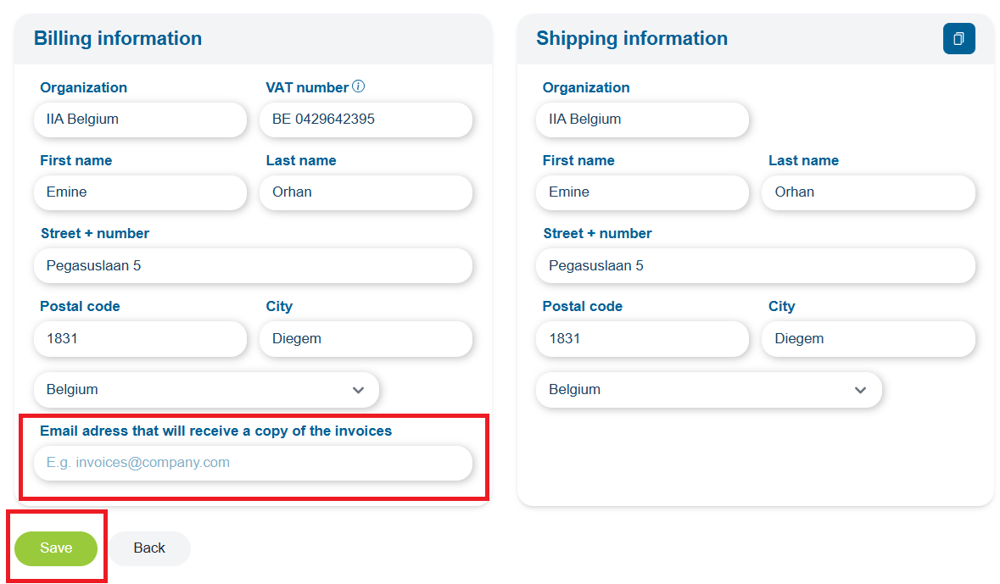 Billing information
Organization VAT number
IIA Belgium BE 0429642395
First name Last name
Emine Orhan
Street + number
Pegasuslaan 5
Postal code City
1831 Diegem
Belgium
Email adress that will receive a copy of the invoices
E.g. invoices@company.com
Shipping information
Organization
IIA Belgium
First name Last name
Emine Orhan
Street + number
Pegasuslaan 5
Postal code City
1831 Diegem
Belgium
Save Back